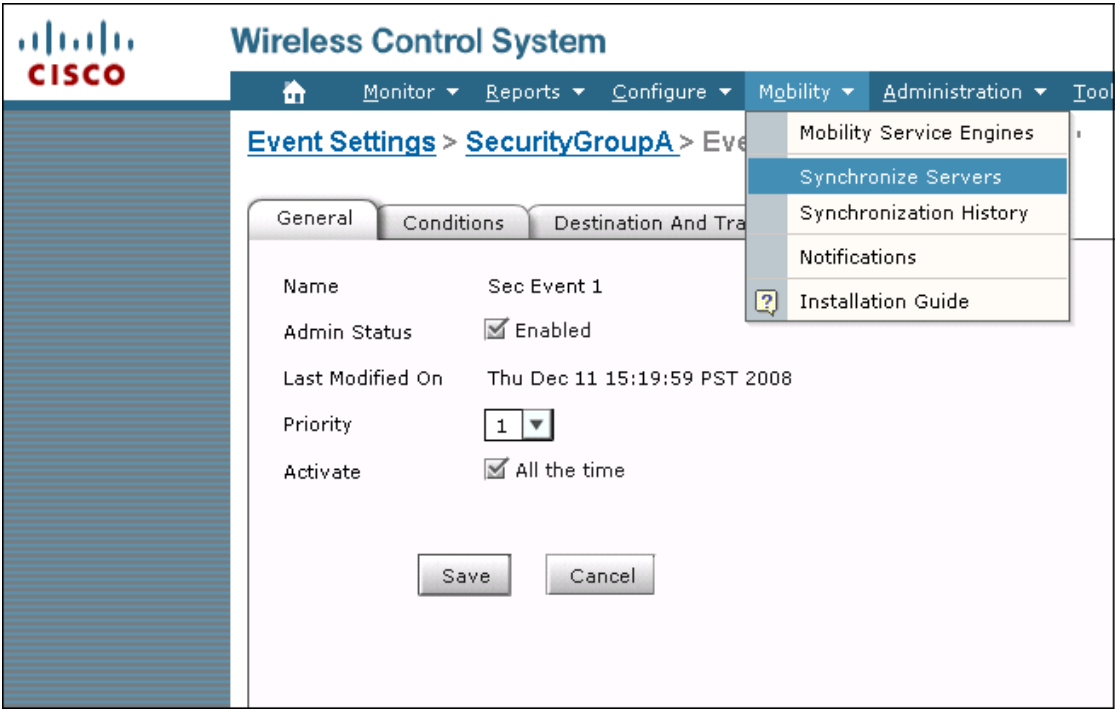 CISCO
Wireless Control System
Monitor Reports Configure Mobility Administration Tool
Event Settings > SecurityGroupA > Eve
Mobility Service Engines
Synchronize Servers
Synchronization History
Notifications
? Installation Guide
General Conditions Destination And Tra
Name Sec Event 1
Admin Status Enabled
Last Modified On Thu Dec 11 15:19:59 PST 2008
Priority 1
Activate All the time
Save Cancel